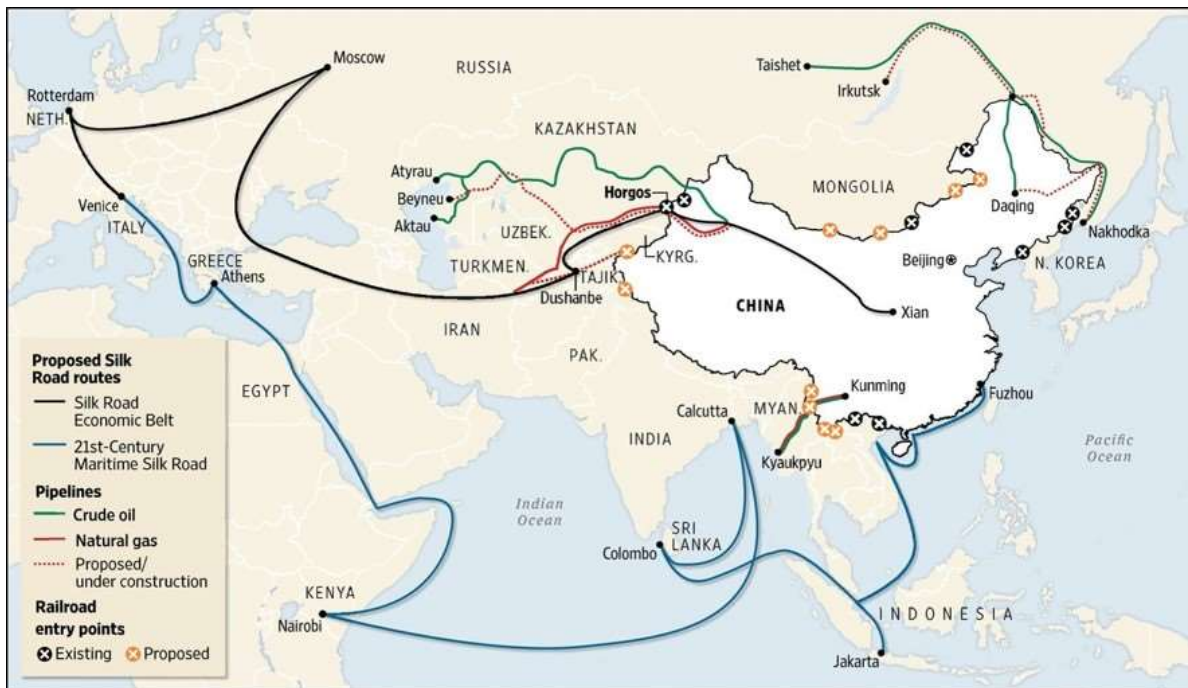 Moscow
RUSSIA
Taishet
Irkutsk
Rotterdam
NETH.
KAZAKHSTAN
Atyrau
Beyneu
Aktau
Horgos
MONGOLIA
Daqing
Nakhodka
Venice
ITALY
UZBEK.
TURKMEN.
KYRG.
TAJIK.
Dushanbe
Beijing
N. KOREA
GREECE
Athens
CHINA
Xian
IRAN
PAK.
EGYPT
Calcutta
MYAN.
Kunming
Fuzhou
INDIA
Kyaukpyu
Pacific
Ocean
Indian
Ocean
SRI
LANKA
Colombo
KENYA
Nairobi
INDONESIA
Jakarta
Proposed Silk
Road routes
Silk Road
Economic Belt
21st-Century
Maritime Silk Road
Pipelines
Crude oil
Natural gas
Proposed/
under construction
Railroad
entry points
Existing Proposed